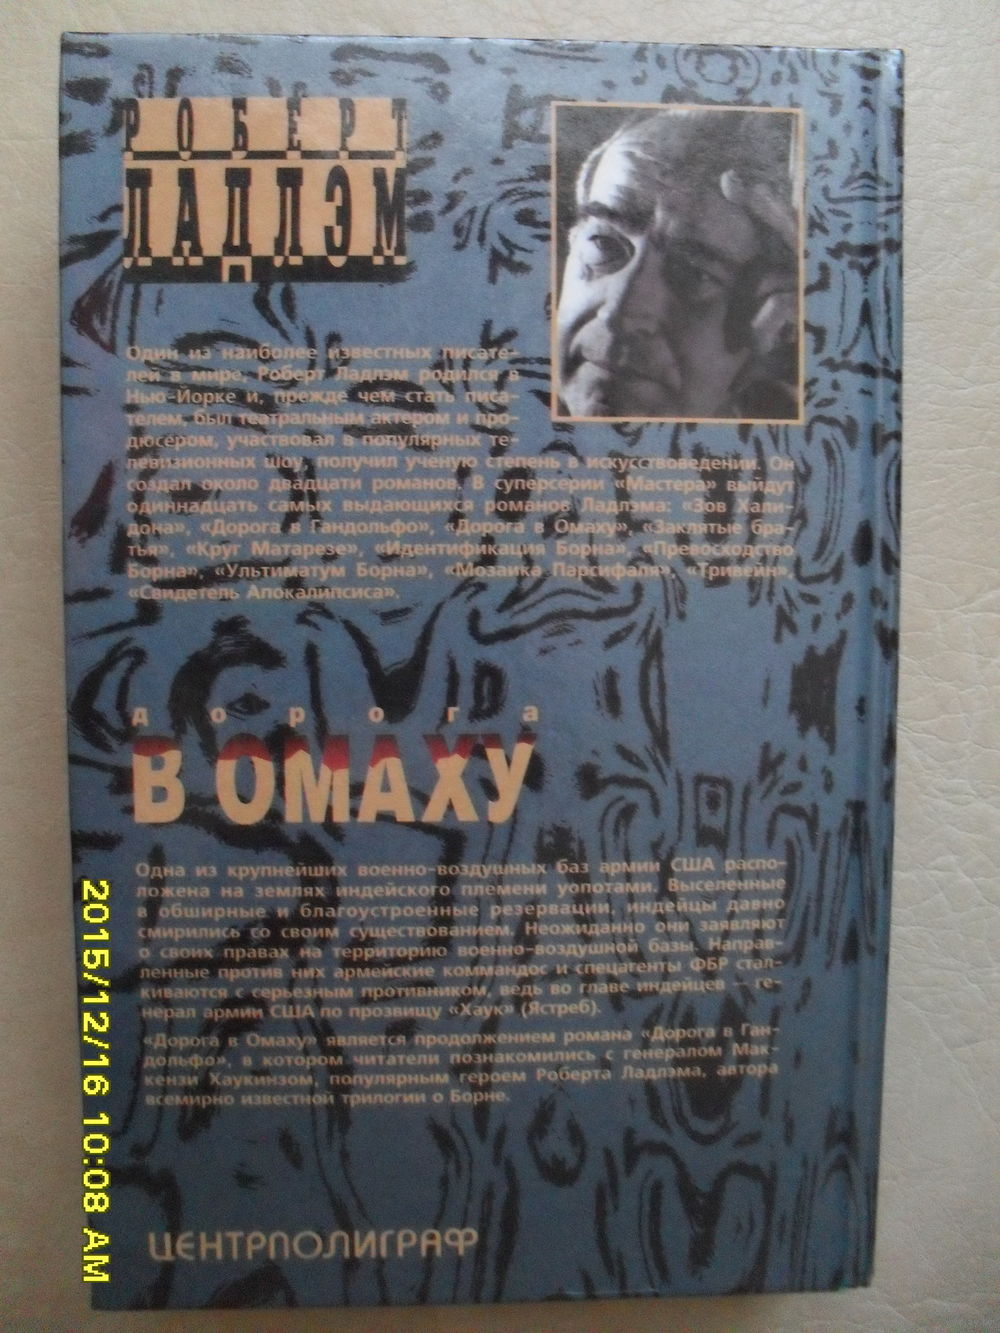 РОБЕРТ
ЛАДЛЭМ
Один из наиболее известных писате-
лей в мире, Роберт Ладлэм родился в
Нью-Йорке и, прежде чем стать писа-
телем, был театральным актером и про-
дюсером, участвовал в популярных те-
левизионных шоу, получил ученую степень в искусствоведении. Он
создал около двадцати романов. В суперсерии «Мастера» выйдут
одиннадцать самых выдающихся романов Ладлэма: «Зов Хали-
дона», «Дорога в Гандольфо», «Дорога в Омаху», «Заклятые бра-
тья», «Круг Матарезе», «Идентификация Борна», «Превосходство
Борна», «Ультиматум Борна», «Мозаика Парсифаля», «Тривейн»,
«Свидетель Апокалипсиса».
дорога
В ОМАХУ
Одна из крупнейших военно-воздушных баз армии США распо-
ложена на землях индейского племени уопотами. Выселенные
в обширные и благоустроенные резервации, индейцы давно
смирились со своим существованием. Неожиданно они заявляют
о своих правах на территорию военно-воздушной базы. Направ-
ленные против них армейские коммандос и спецагенты ФБР стал-
киваются с серьезным противником, ведь во главе индейцев — ге-
нерал армии США по прозвищу «Хаук» (Ястреб).
«Дорога в Омаху» является продолжением романа «Дорога в Ган-
дольфо», в котором читатели познакомились с генералом Мак-
кензи Хаукинзом, популярным героем Роберта Ладлэма, автора
всемирно известной трилогии о Борне.
ЦЕНТРПОЛИГРАФ
2015/12/16 10:08 AM